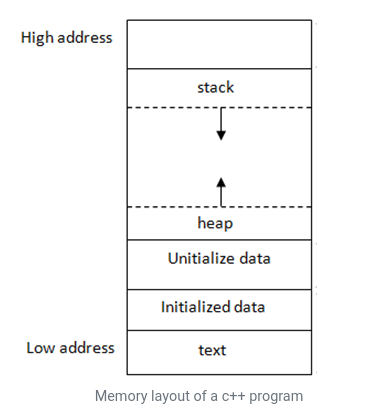 High address
stack
heap
Unitialize data
Initialized data
Low address
text
Memory layout of a c++ program